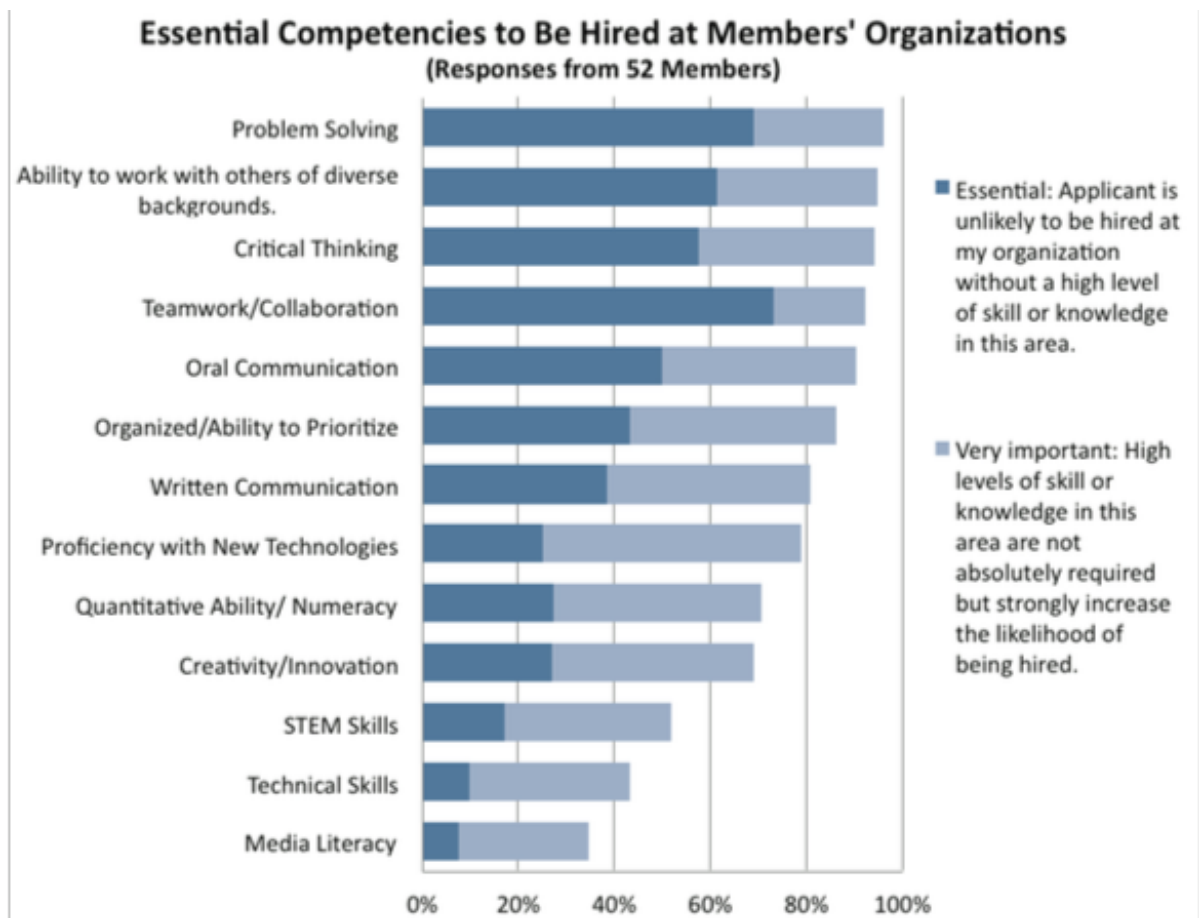 Essential Competencies to Be Hired at Members' Organizations
(Responses from 52 Members)
Problem Solving
Ability to work with others of diverse
backgrounds.
Critical Thinking
Teamwork/Collaboration
Oral Communication
Organized/Ability to Prioritize
Written Communication
Proficiency with New Technologies
Quantitative Ability/ Numeracy
Creativity/Innovation
STEM Skills
Technical Skills
Media Literacy
0% 20% 40% 60% 80% 100%
Essential: Applicant is
unlikely to be hired at
my organization
without a high level
of skill or knowledge
in this area.
Very important: High
levels of skill or
knowledge in this
area are not
absolutely required
but strongly increase
the likelihood of
being hired.